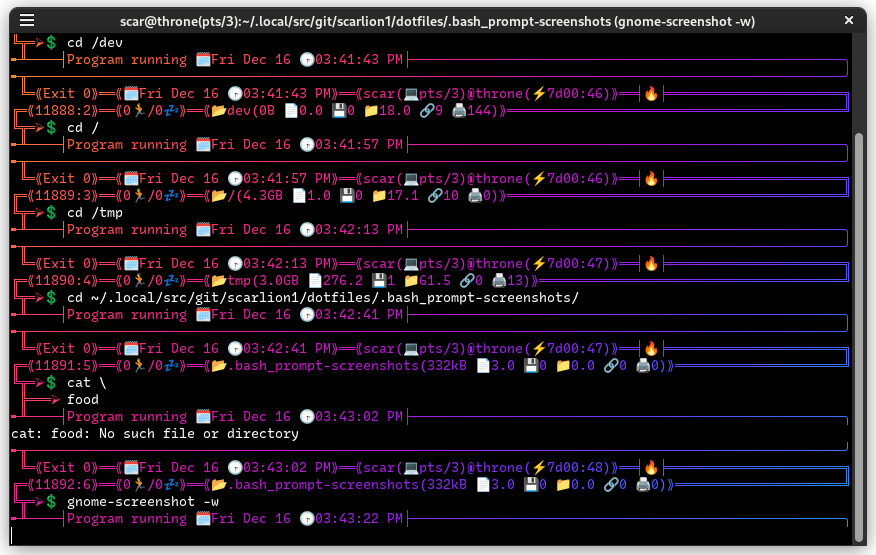 scar@throne(pts/3):~/.local/src/git/scarlion1/dotfiles/.bash_prompt-screenshots (gnome-screenshot -w)
$ cd /dev
Program running 🗓️Fri Dec 16 🕟03:41:43 PM
⟪Exit 0⟫══⟪🗓️Fri Dec 16 🕟03:41:43 PM⟫══⟪scar(💻pts/3)@throne(⚡7d00:46)⟫══│🔥│
⟪11888:2⟫══⟪0🏃/0💤⟫══⟪📂dev(0B 📄0.0 💾0 📁18.0 🔗9 🖨️144)⟫
$ cd /
Program running 🗓️Fri Dec 16 🕟03:41:57 PM
⟪Exit 0⟫══⟪🗓️Fri Dec 16 🕟03:41:57 PM⟫══⟪scar(💻pts/3)@throne(⚡7d00:46)⟫══│🔥│
⟪11889:3⟫══⟪0🏃/0💤⟫══⟪📂/(4.3GB 📄1.0 💾0 📁17.1 🔗10 🖨️0)⟫
$ cd /tmp
Program running 🗓️Fri Dec 16 🕟03:42:13 PM
⟪Exit 0⟫══⟪🗓️Fri Dec 16 🕟03:42:13 PM⟫══⟪scar(💻pts/3)@throne(⚡7d00:47)⟫══│🔥│
⟪11890:4⟫══⟪0🏃/0💤⟫══⟪📂tmp(3.0GB 📄276.2 💾1 📁61.5 🔗0 🖨️13)⟫
$ cd ~/.local/src/git/scarlion1/dotfiles/.bash_prompt-screenshots/
Program running 🗓️Fri Dec 16 🕟03:42:41 PM
⟪Exit 0⟫══⟪🗓️Fri Dec 16 🕟03:42:41 PM⟫══⟪scar(💻pts/3)@throne(⚡7d00:47)⟫══│🔥│
⟪11891:5⟫══⟪0🏃/0💤⟫══⟪📂.bash_prompt-screenshots(332kB 📄3.0 💾0 📁0.0 🔗0 🖨️0)⟫
$ cat \
food
Program running 🗓️Fri Dec 16 🕟03:43:02 PM
cat: food: No such file or directory
⟪Exit 0⟫══⟪🗓️Fri Dec 16 🕟03:43:02 PM⟫══⟪scar(💻pts/3)@throne(⚡7d00:48)⟫══│🔥│
⟪11892:6⟫══⟪0🏃/0💤⟫══⟪📂.bash_prompt-screenshots(332kB 📄3.0 💾0 📁0.0 🔗0 🖨️0)⟫
$ gnome-screenshot -w
Program running 🗓️Fri Dec 16 🕟03:43:22 PM